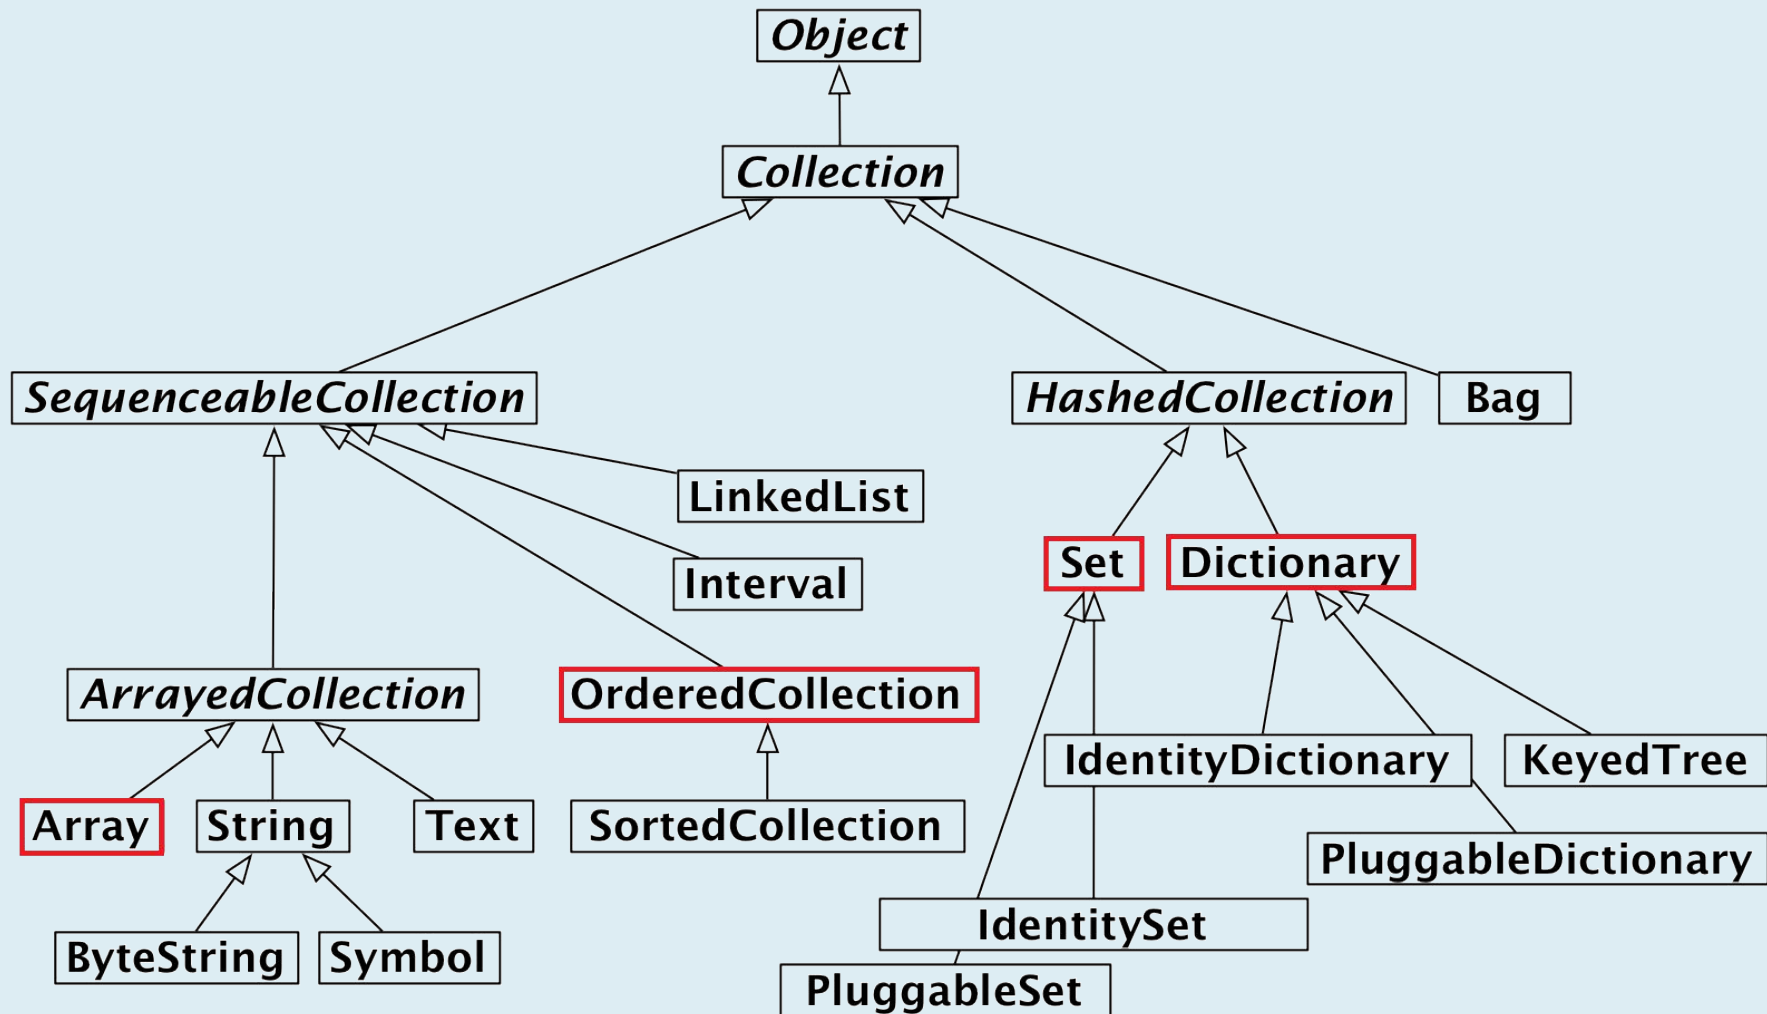 Object
Collection
SequenceableCollection
HashedCollection
Bag
LinkedList
Set
Dictionary
Interval
ArrayedCollection
OrderedCollection
IdentityDictionary
KeyedTree
Array
String
Text
SortedCollection
PluggableDictionary
IdentitySet
ByteString
Symbol
PluggableSet